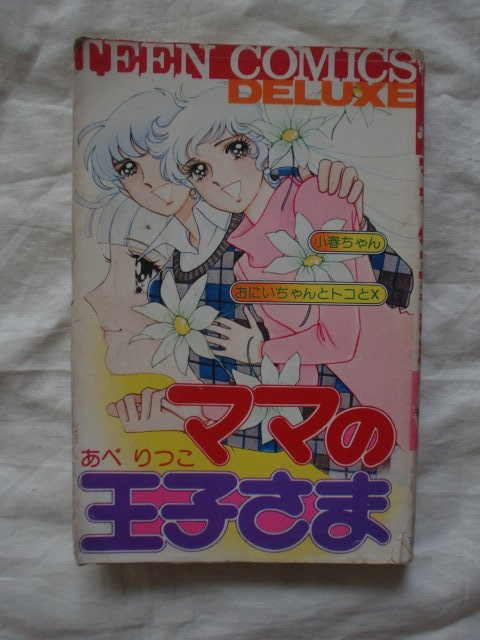 TEEN COMICS
DELUXE
小春ちゃん
おにいちゃんとトコとX
ママの
あべ りつこ
王子さま